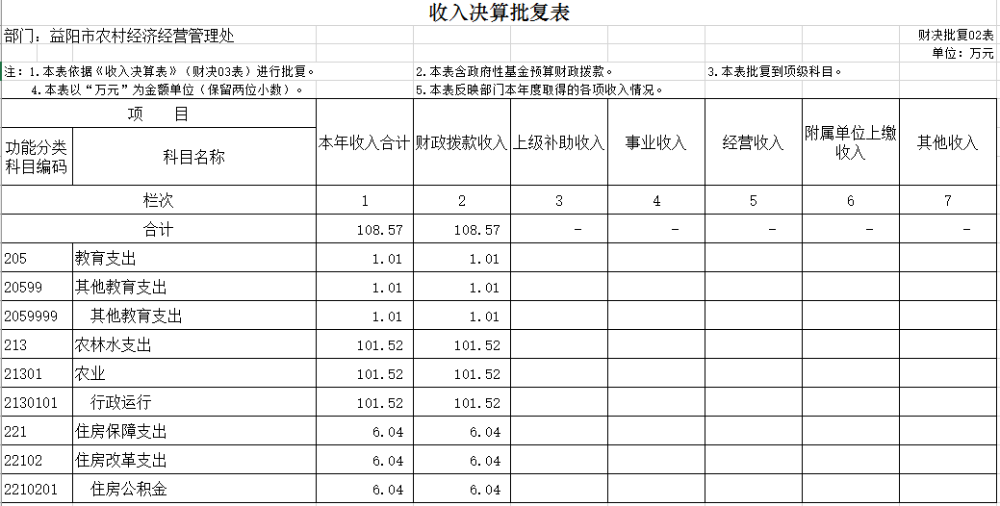 收入决算批复表
部门：益阳市农村经济经营管理处 财决批复02表
单位：万元
注：1.本表依据《收入决算表》（财决03表）进行批复。 2.本表含政府性基金预算财政拨款。 3.本表批复到项级科目。
4.本表以“万元”为金额单位（保留两位小数）。 5.本表反映部门本年度取得的各项收入情况。
项 目
功能分类
科目编码
科目名称
本年收入合计 财政拨款收入 上级补助收入 事业收入 经营收入
附属单位上缴
收入
其他收入
栏次 1 2 3 4 5 6 7
合计 108.57 108.57 － － － － －
205 教育支出 1.01 1.01
20599 其他教育支出 1.01 1.01
2059999 其他教育支出 1.01 1.01
213 农林水支出 101.52 101.52
21301 农业 101.52 101.52
2130101 行政运行 101.52 101.52
221 住房保障支出 6.04 6.04
22102 住房改革支出 6.04 6.04
2210201 住房公积金 6.04 6.04